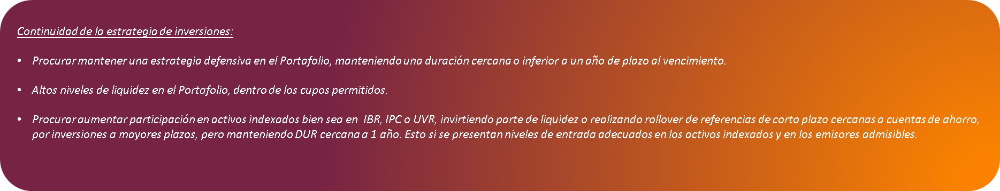 Continuidad de la estrategia de inversiones:
• Procurar mantener una estrategia defensiva en el Portafolio, manteniendo una duración cercana o inferior a un año de plazo al vencimiento.
• Altos niveles de liquidez en el Portafolio, dentro de los cupos permitidos.
• Procurar aumentar participación en activos indexados bien sea en  IBR, IPC o UVR, invirtiendo parte de liquidez o realizando rollover de referencias de corto plazo cercanas a cuentas de ahorro,
por inversiones a mayores plazos, pero manteniendo DUR cercana a 1 año. Esto si se presentan niveles de entrada adecuados en los activos indexados y en los emisores admisibles.